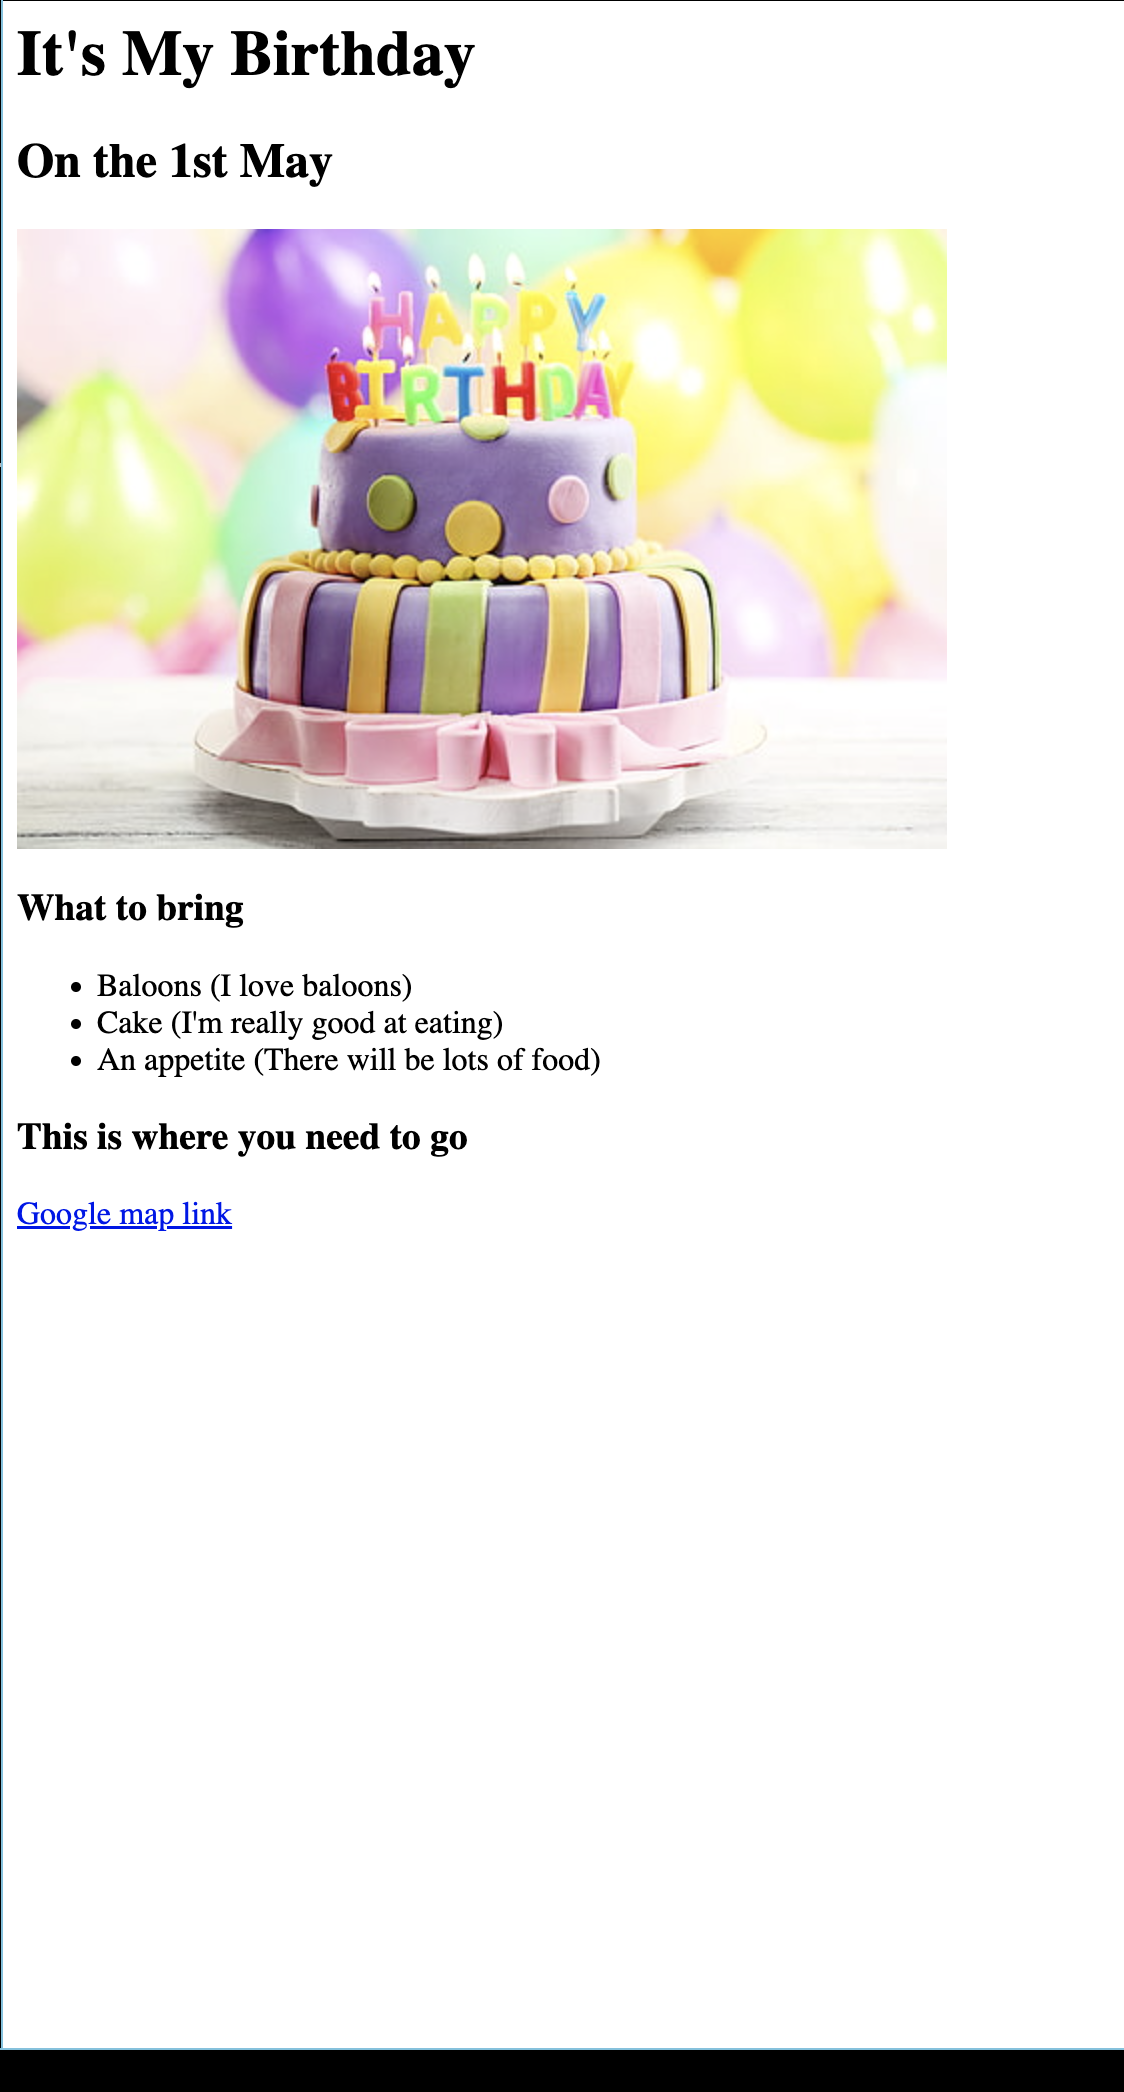 It's My Birthday
On the 1st May
HAPPY
BIRTHDAY
What to bring
Baloons (I love baloons)
Cake (I'm really good at eating)
An appetite (There will be lots of food)
This is where you need to go
Google map link